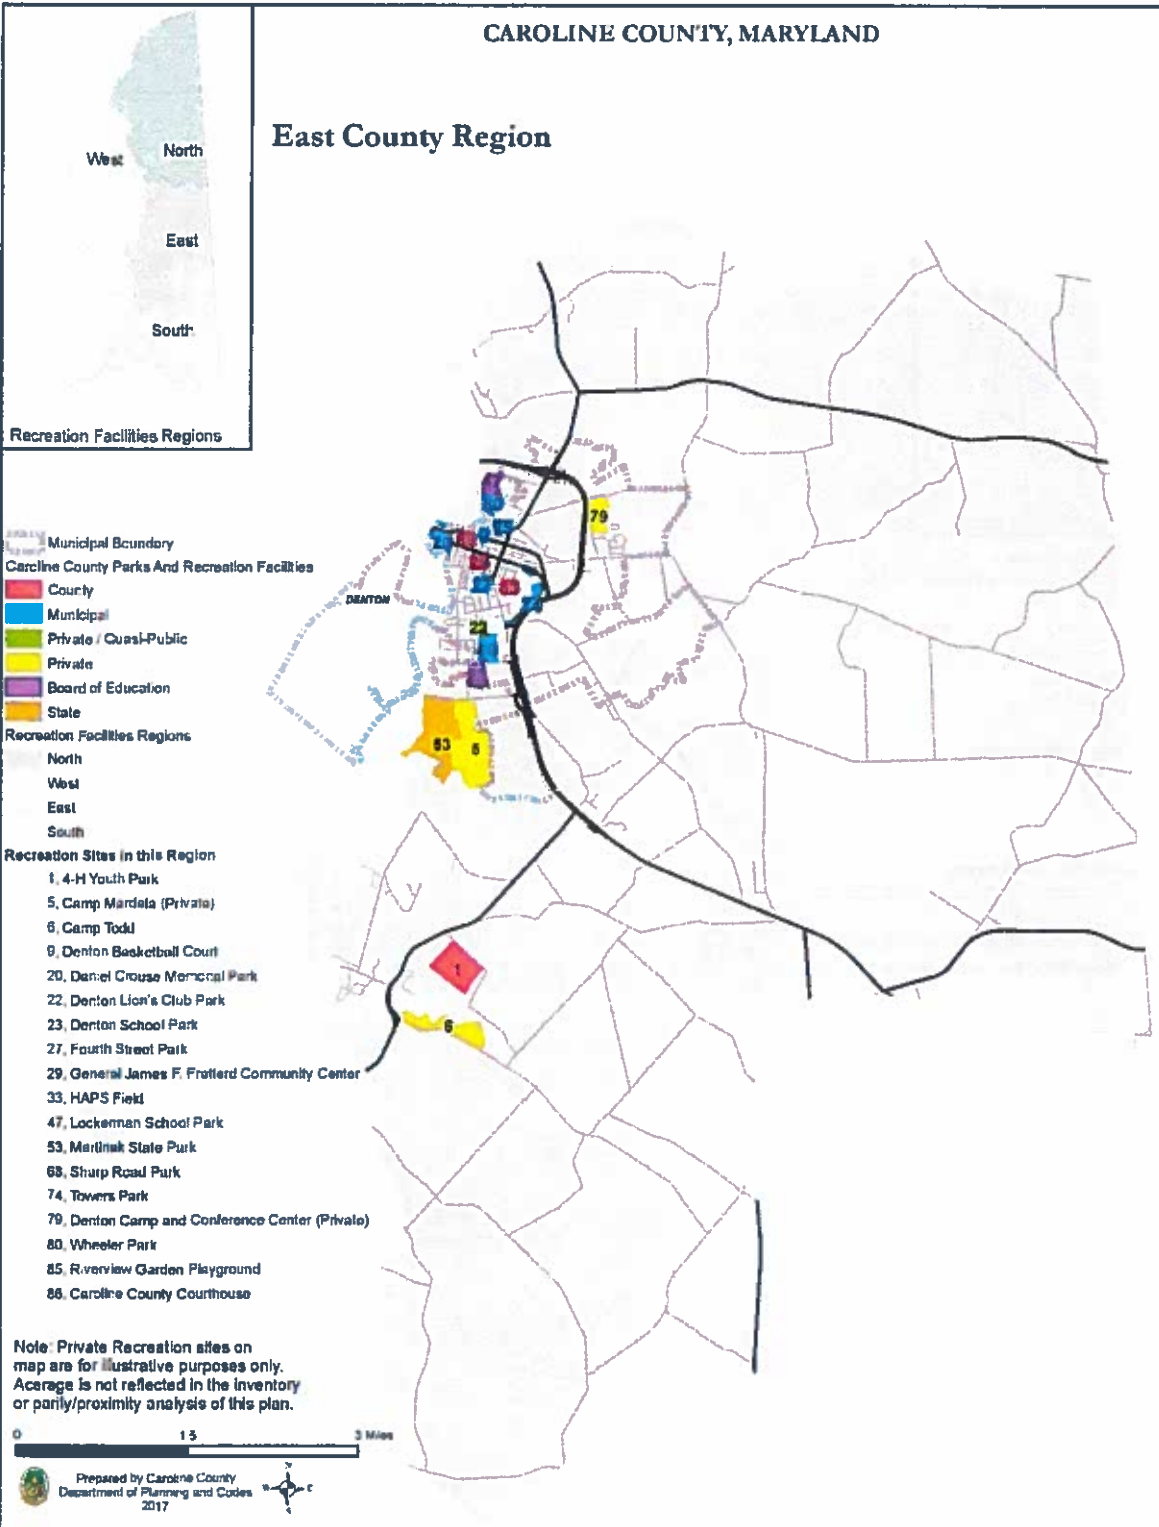 CAROLINE COUNTY, MARYLAND
East County Region
West
North
East
South
Recreation Facilities Regions
Municipal Boundary
Caroline County Parks And Recreation Facilities
County
Municipal
Private / Quasi-Public
Private
Board of Education
State
Recreation Facilities Regions
North
West
East
South
Recreation Sites in this Region
1, 4-H Youth Park
5, Camp Mardela (Private)
6, Camp Todd
9, Denton Basketball Court
20, Daniel Crouse Memorial Park
22, Denton Lion's Club Park
23, Denton School Park
27, Fourth Street Park
29, General James F. Fretterd Community Center
33, HAPS Field
47, Lockerman School Park
53, Martinak State Park
68, Sharp Road Park
74, Towers Park
79, Denton Camp and Conference Center (Private)
80, Wheeler Park
85, Riverview Garden Playground
86, Caroline County Courthouse
Note: Private Recreation sites on
map are for illustrative purposes only.
Acerage is not reflected in the inventory
or parity/proximity analysis of this plan.
0 1.5 3 Miles
Prepared by Caroline County
Department of Planning and Codes
2017
N
W E
S
79
DENTON
22
53 5
1
6